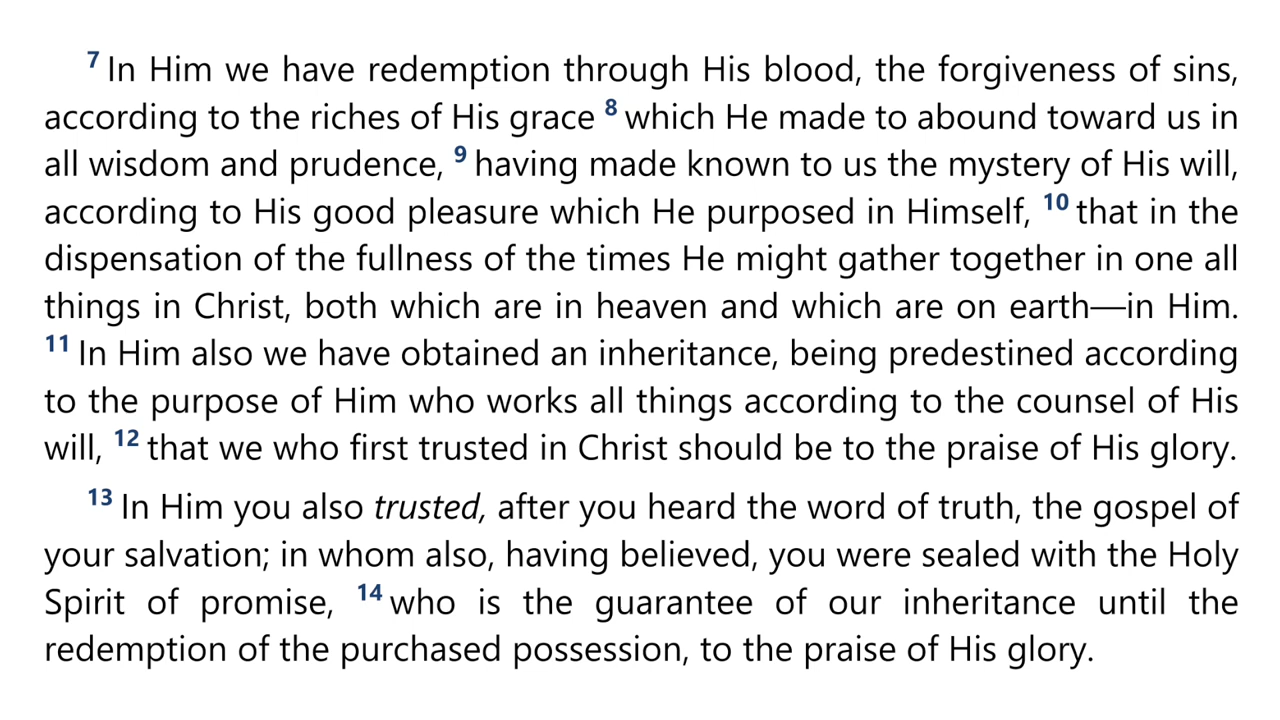 7 In Him we have redemption through His blood, the forgiveness of sins,
according to the riches of His grace 8 which He made to abound toward us in
all wisdom and prudence, 9 having made known to us the mystery of His will,
according to His good pleasure which He purposed in Himself, 10 that in the
dispensation of the fullness of the times He might gather together in one all
things in Christ, both which are in heaven and which are on earth—in Him.
11 In Him also we have obtained an inheritance, being predestined according
to the purpose of Him who works all things according to the counsel of His
will, 12 that we who first trusted in Christ should be to the praise of His glory.
13 In Him you also trusted, after you heard the word of truth, the gospel of
your salvation; in whom also, having believed, you were sealed with the Holy
Spirit of promise, 14 who is the guarantee of our inheritance until the
redemption of the purchased possession, to the praise of His glory.